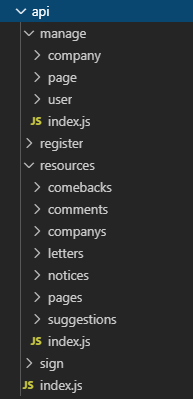 api
manage
company
page
user
JS index.js
register
resources
comebacks
comments
companys
letters
notices
pages
suggestions
JS index.js
sign
JS index.js